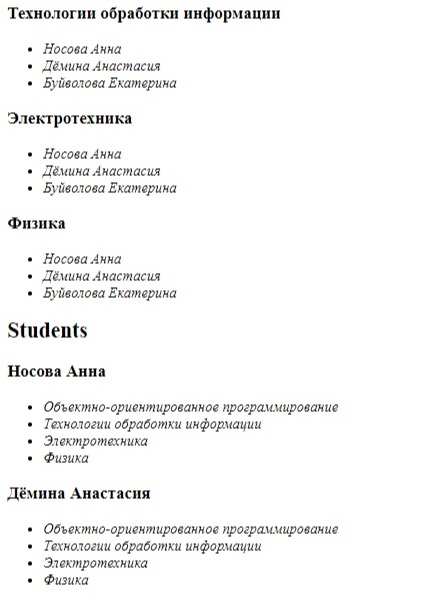 Технологии обработки информации
Носова Анна
Дёмина Анастасия
Буйволова Екатерина
Электротехника
Носова Анна
Дёмина Анастасия
Буйволова Екатерина
Физика
Носова Анна
Дёмина Анастасия
Буйволова Екатерина
Students
Носова Анна
Объектно-ориентированное программирование
Технологии обработки информации
Электротехника
Физика
Дёмина Анастасия
Объектно-ориентированное программирование
Технологии обработки информации
Электротехника
Физика